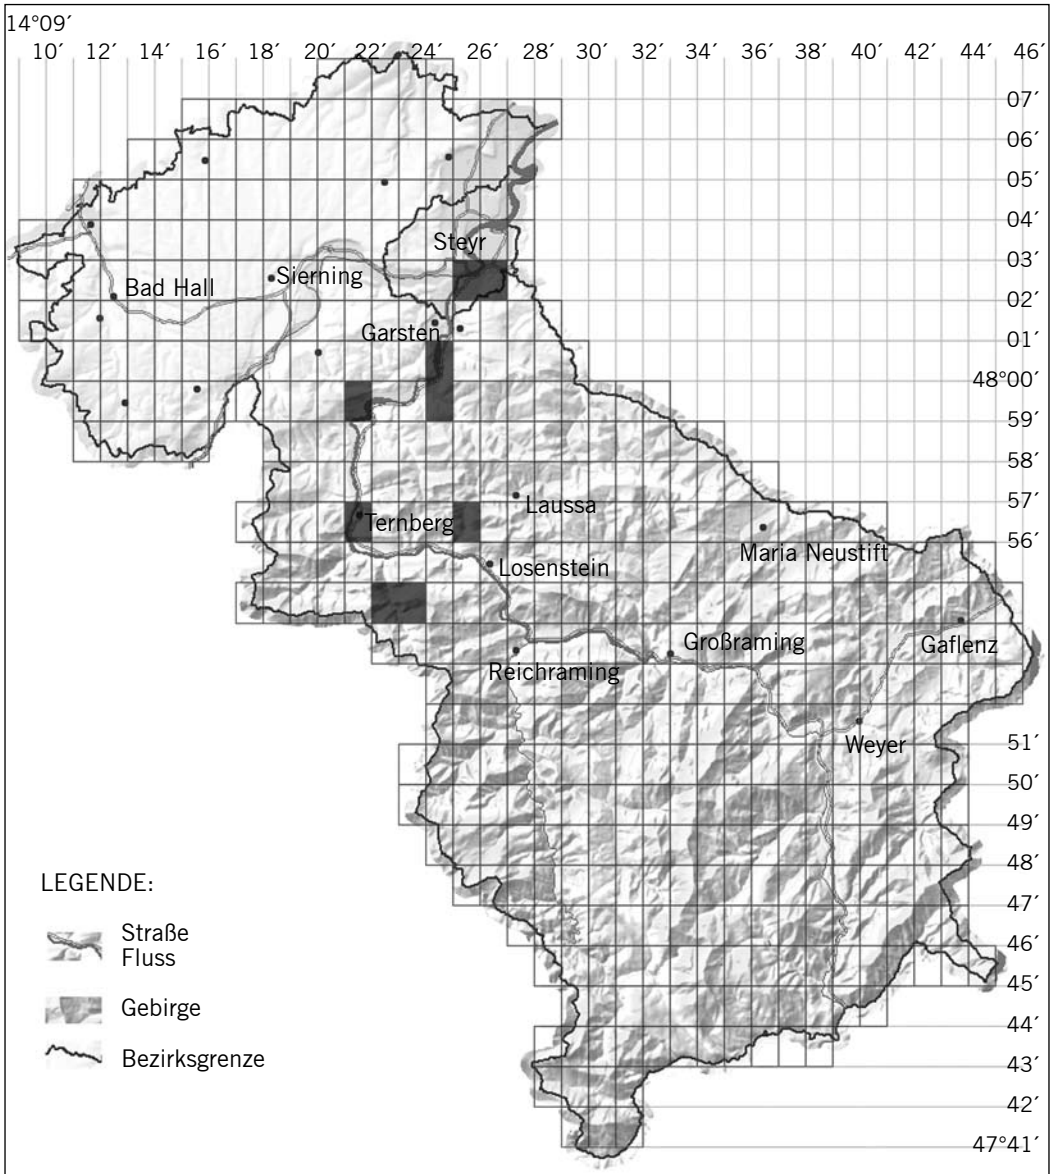 14°09′
10′ 12′ 14′ 16′ 18′ 20′ 22′ 24′ 26′ 28′ 30′ 32′ 34′ 36′ 38′ 40′ 42′ 44′ 46′
07′
06′
05′
04′
Steyr
03′
Sierning
Bad Hall
02′
Garsten
01′
48°00′
59′
58′
57′
Laussa
Ternberg
56′
Maria Neustift
Losenstein
Großraming
Gaflenz
Reichraming
Weyer
51′
50′
49′
48′
LEGENDE:
47′
Straße
46′
Fluss
45′
Gebirge
44′
43′
Bezirksgrenze
42′
47°41′